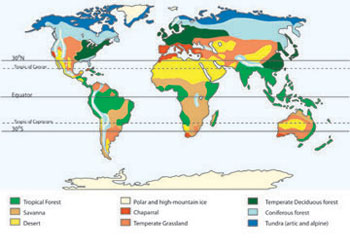 30°N
Tropic of Cancer
Equator
Tropic of Capricorn
30°S
Tropical Forest
Savanna
Desert
Polar and high-mountain ice
Chaparral
Temperate Grassland
Temperate Deciduous forest
Coniferous forest
Tundra (artic and alpine)